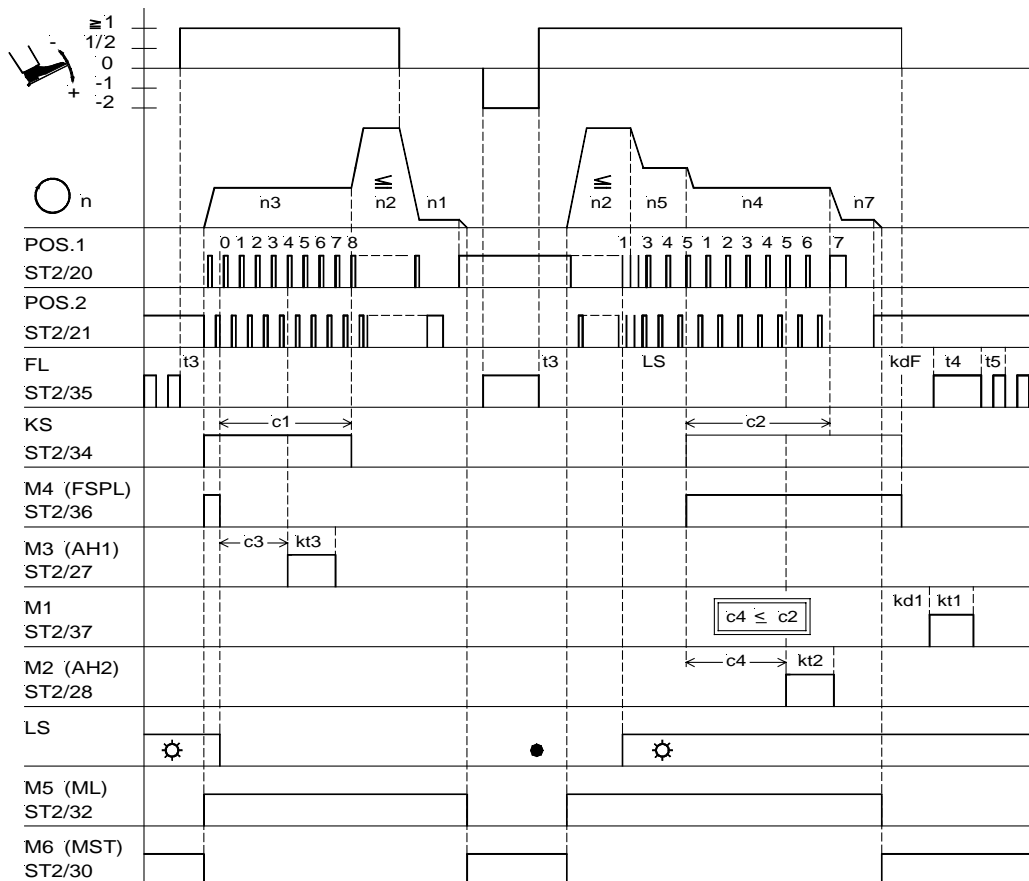 ≧1
1/2
0
-1
-2
-
+
n
n3
≦
n2
n1
≦
n2
n5
n4
n7
POS.1
0 1 2 3 4 5 6 7 8
1 3 4 5 1 2 3 4 5 6 7
ST2/20
POS.2
ST2/21
FL
t3
t3
LS
kdF
t4
t5
ST2/35
KS
c1
c2
ST2/34
M4 (FSPL)
ST2/36
c3
kt3
M3 (AH1)
ST2/27
M1
c4 ≤ c2
kd1
kt1
ST2/37
M2 (AH2)
c4
kt2
ST2/28
LS
M5 (ML)
ST2/32
M6 (MST)
ST2/30